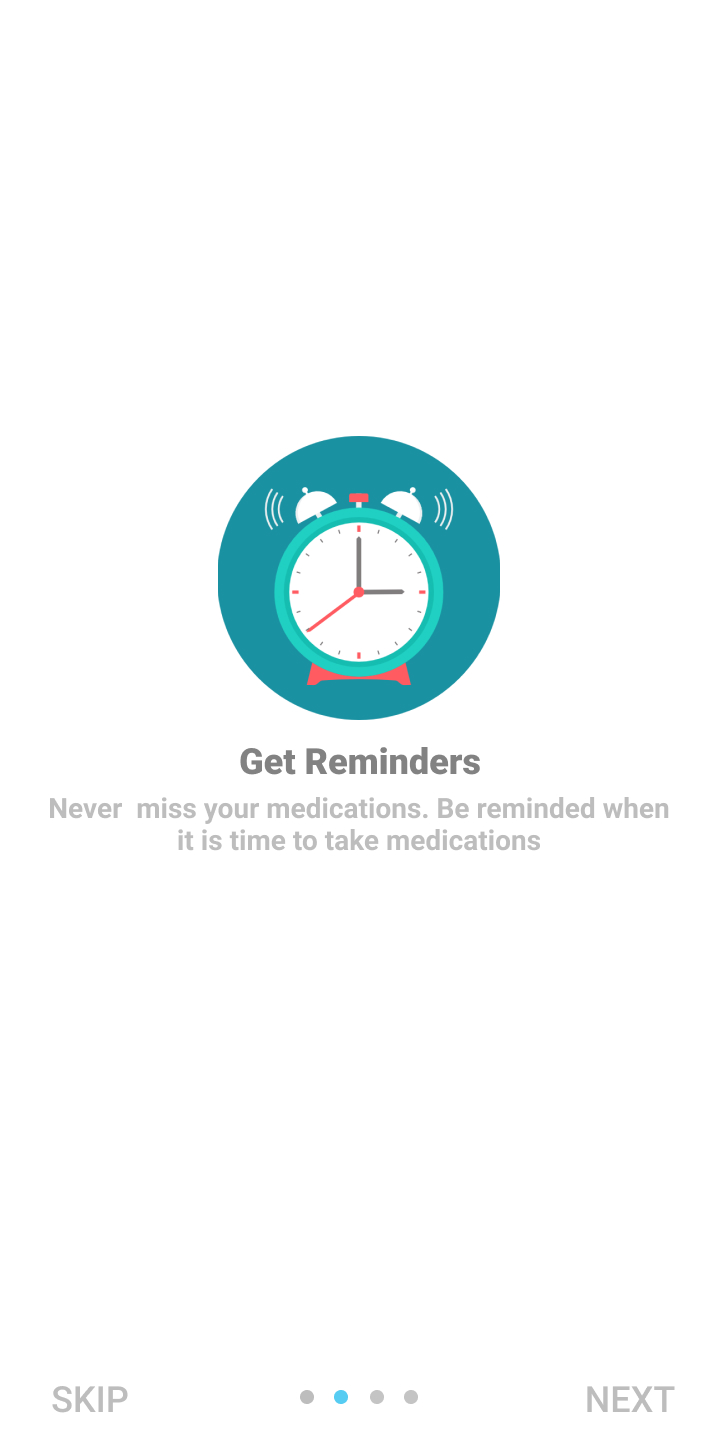 Get Reminders
Never  miss your medications. Be reminded when
it is time to take medications
SKIP
NEXT